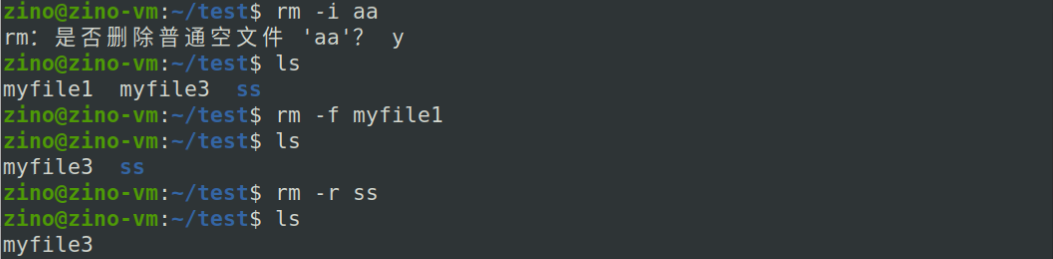 zino@zino-vm:~/test$ rm -i aa
rm：是否删除普通空文件 'aa'？ y
zino@zino-vm:~/test$ ls
myfile1  myfile3  ss
zino@zino-vm:~/test$ rm -f myfile1
zino@zino-vm:~/test$ ls
myfile3  ss
zino@zino-vm:~/test$ rm -r ss
zino@zino-vm:~/test$ ls
myfile3